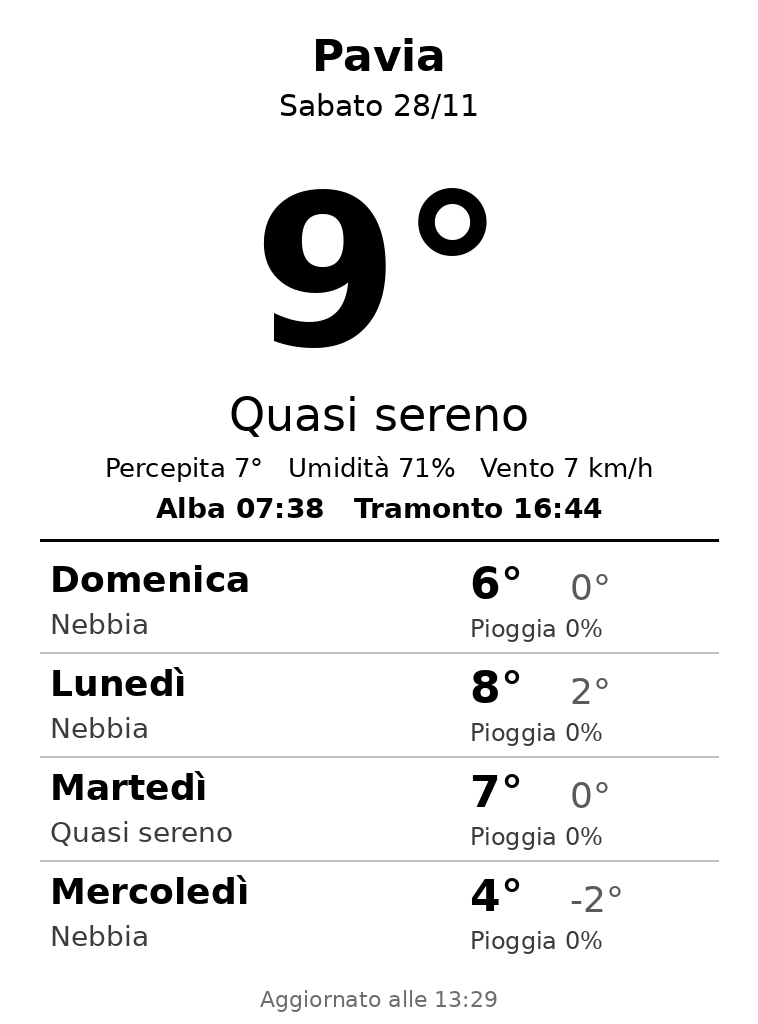 Pavia
Sabato 28/11
9°
Quasi sereno
Percepita 7° Umidità 71% Vento 7 km/h
Alba 07:38 Tramonto 16:44
Domenica 6° 0°
Nebbia Pioggia 0%
Lunedì 8° 2°
Nebbia Pioggia 0%
Martedì 7° 0°
Quasi sereno Pioggia 0%
Mercoledì 4° -2°
Nebbia Pioggia 0%
Aggiornato alle 13:29